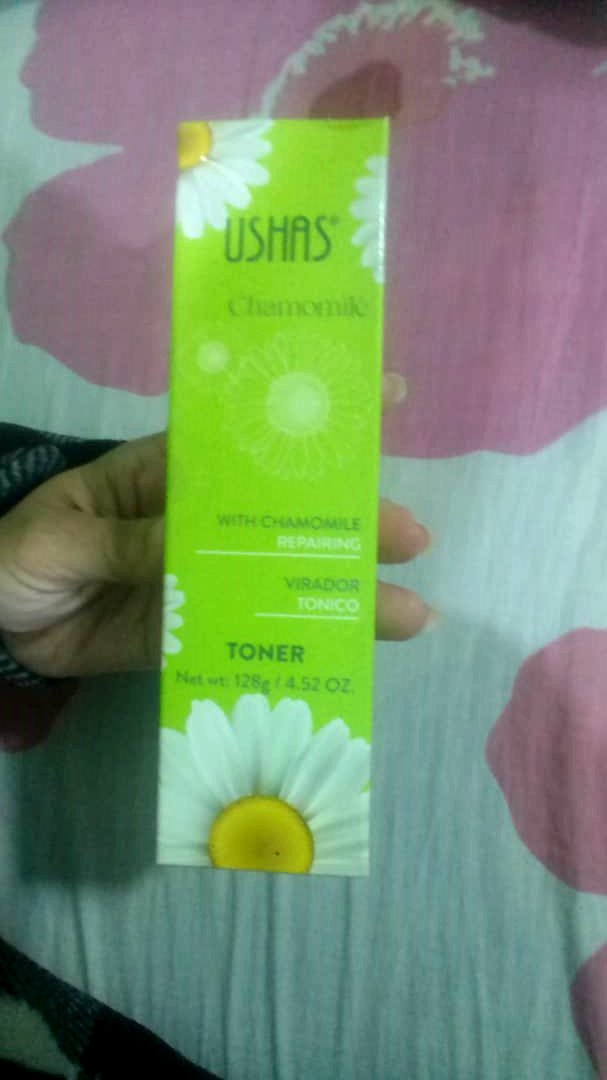 USHAS®
Chamomile
WITH CHAMOMILE
REPAIRING
VIRADOR
TONICO
TONER
Net wt: 128g / 4.52 OZ.